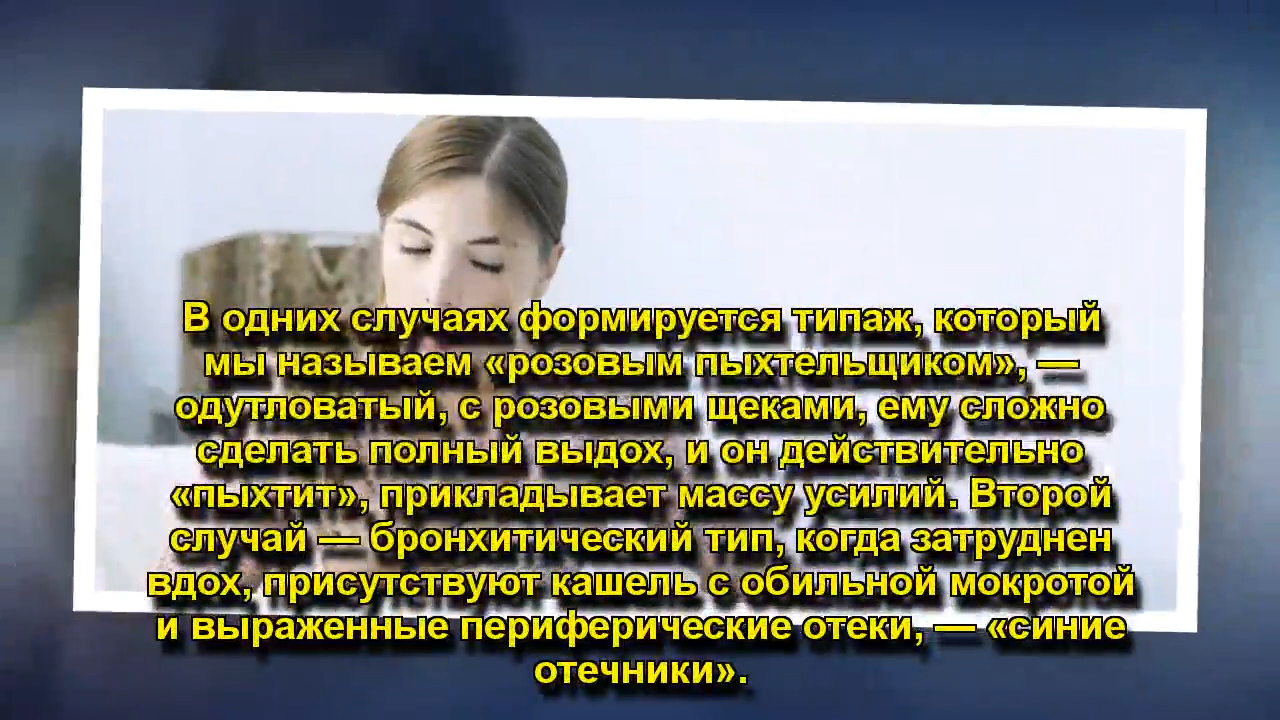 В одних случаях формируется типаж, который
мы называем «розовым пыхтельщиком», —
одутловатый, с розовыми щеками, ему сложно
сделать полный выдох, и он действительно
«пыхтит», прикладывает массу усилий. Второй
случай — бронхитический тип, когда затруднен
вдох, присутствуют кашель с обильной мокротой
и выраженные периферические отеки, — «синие
отечники».